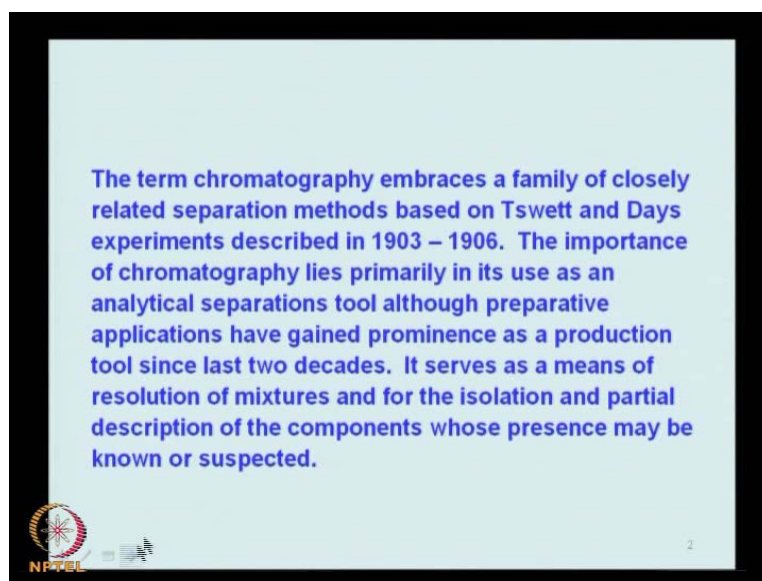 The term chromatography embraces a family of closely
related separation methods based on Tswett and Days
experiments described in 1903 – 1906. The importance
of chromatography lies primarily in its use as an
analytical separations tool although preparative
applications have gained prominence as a production
tool since last two decades. It serves as a means of
resolution of mixtures and for the isolation and partial
description of the components whose presence may be
known or suspected.
2
NPTEL